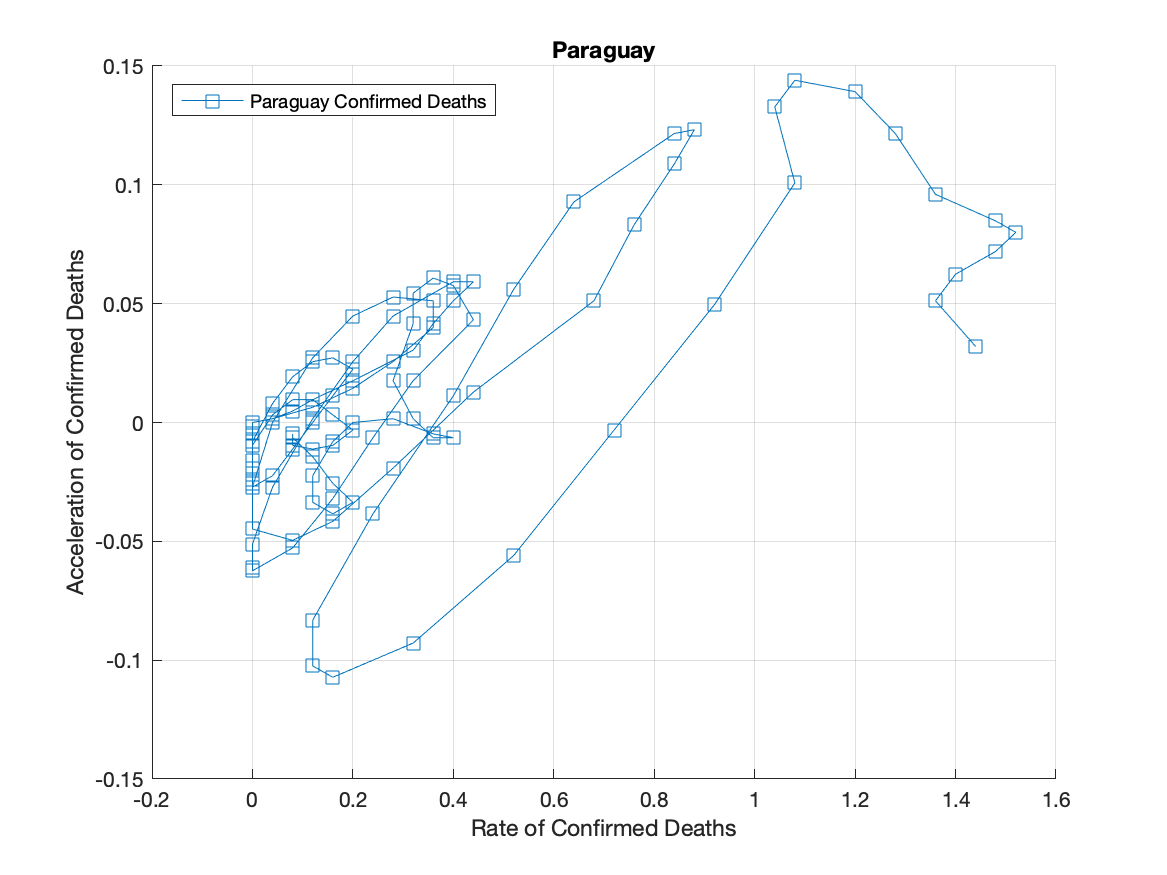 Paraguay
Paraguay Confirmed Deaths
Acceleration of Confirmed Deaths
0.15
0.1
0.05
0
-0.05
-0.1
-0.15
-0.2 0 0.2 0.4 0.6 0.8 1 1.2 1.4 1.6
Rate of Confirmed Deaths